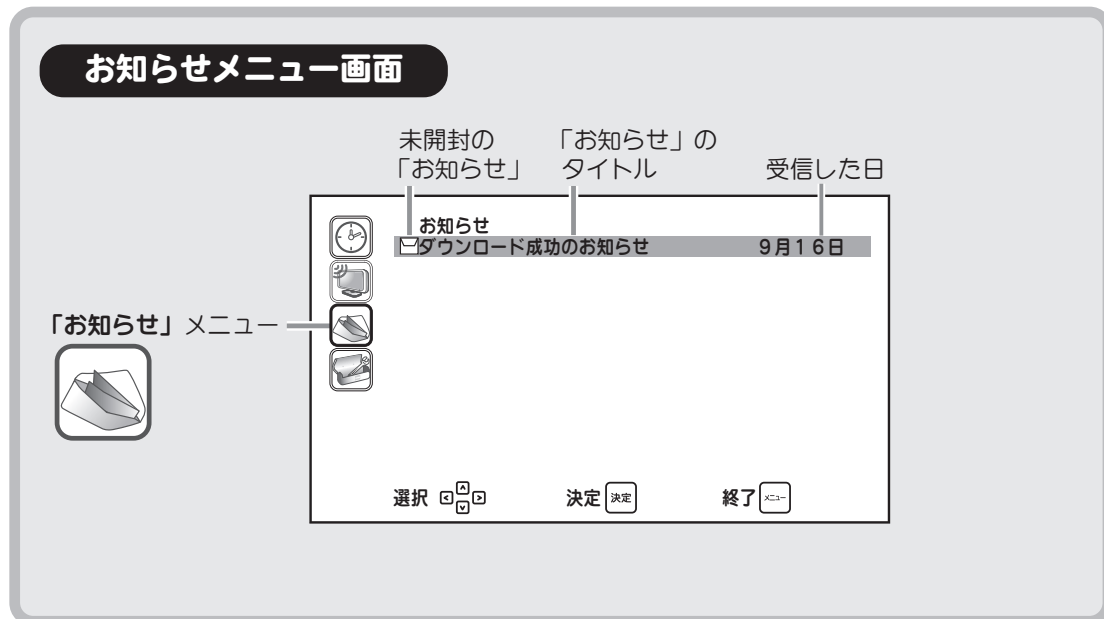 お知らせメニュー画面
未開封の
「お知らせ」
「お知らせ」の
タイトル
受信した日
お知らせ
ダウンロード成功のお知らせ 9月16日
「お知らせ」メニュー
選択 決定 決定 終了 メニュー